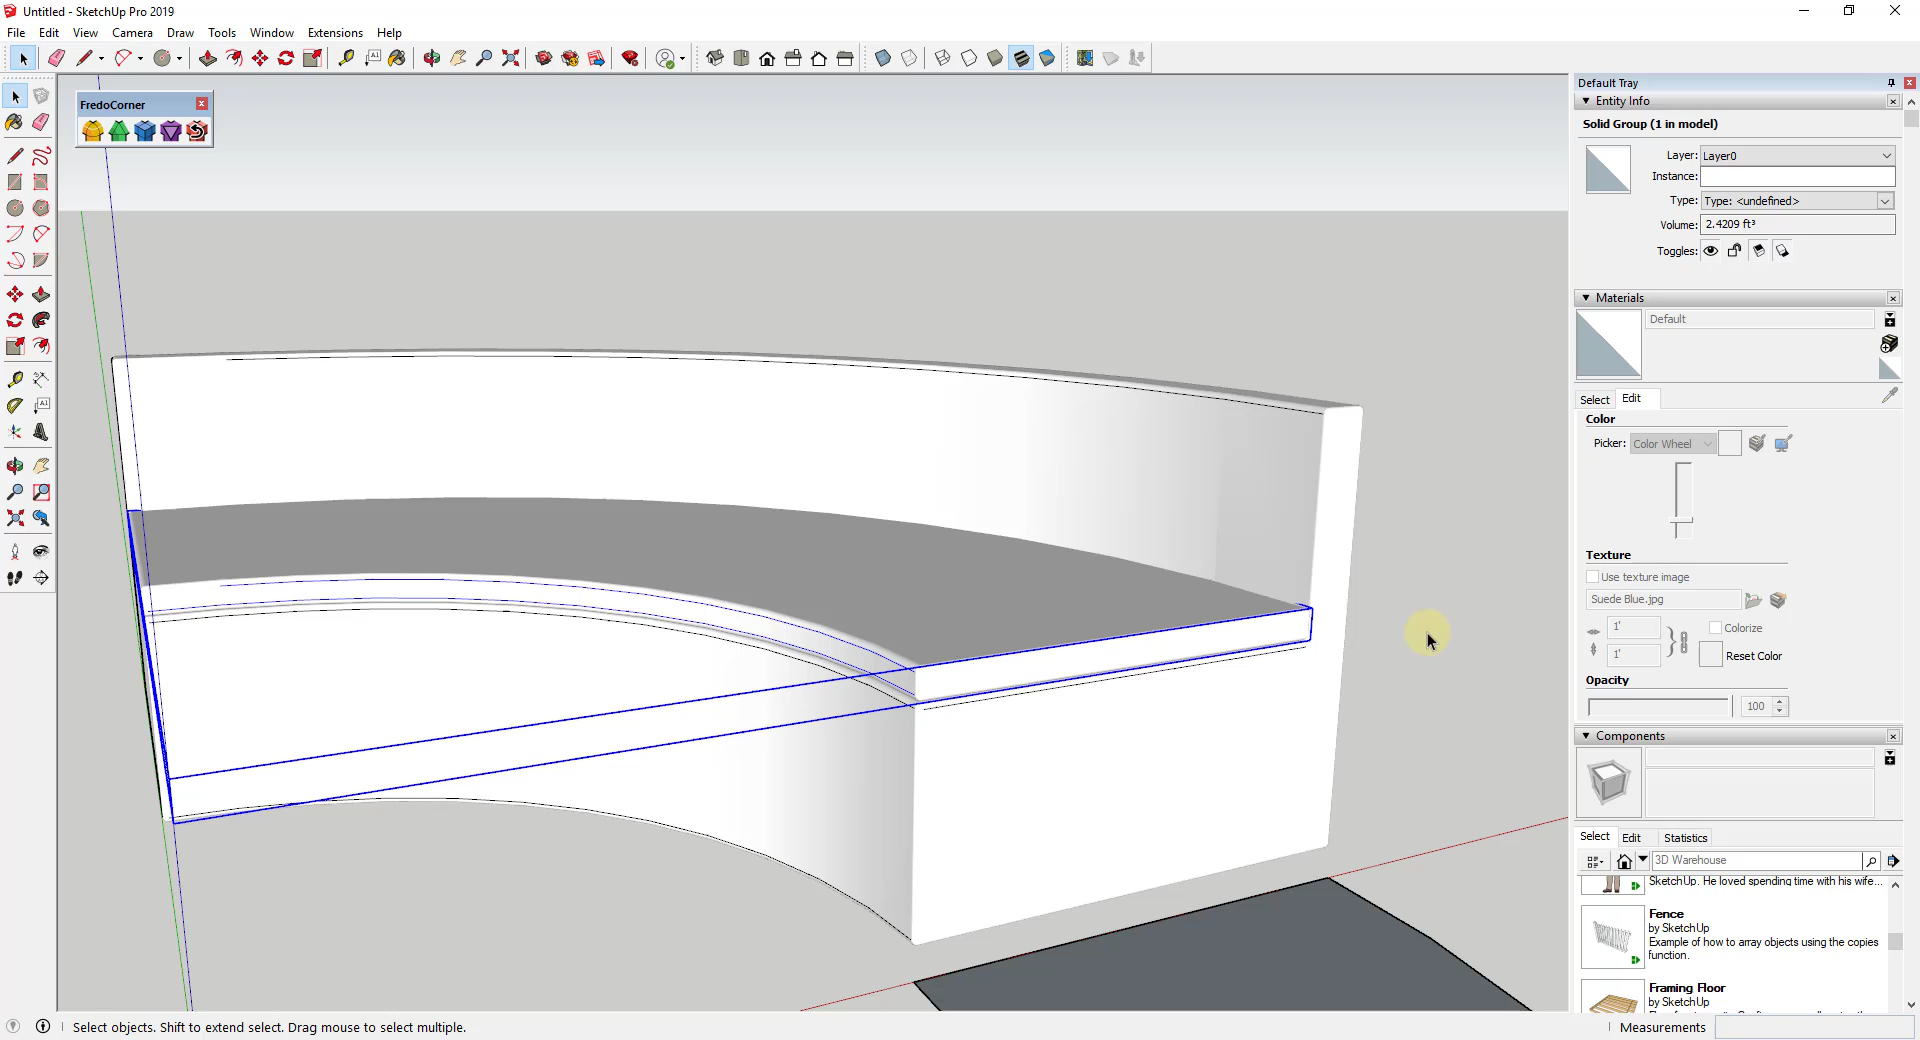 Untitled - SketchUp Pro 2019
File Edit View Camera Draw Tools Window Extensions Help
FredoCorner
Default Tray
Entity Info
Solid Group (1 in model)
Layer: Layer0
Instance:
Type: Type: <undefined>
Volume: 2.4209 ft³
Toggles:
Materials
Default
Select Edit
Color
Picker: Color Wheel
Texture
Use texture image
Suede Blue.jpg
1' Colorize
1' Reset Color
Opacity
100
Components
Select Edit Statistics
3D Warehouse
SketchUp. He loved spending time with his wife...
Fence
by SketchUp
Example of how to array objects using the copies
function.
Framing Floor
by SketchUp
Select objects. Shift to extend select. Drag mouse to select multiple.
Measurements